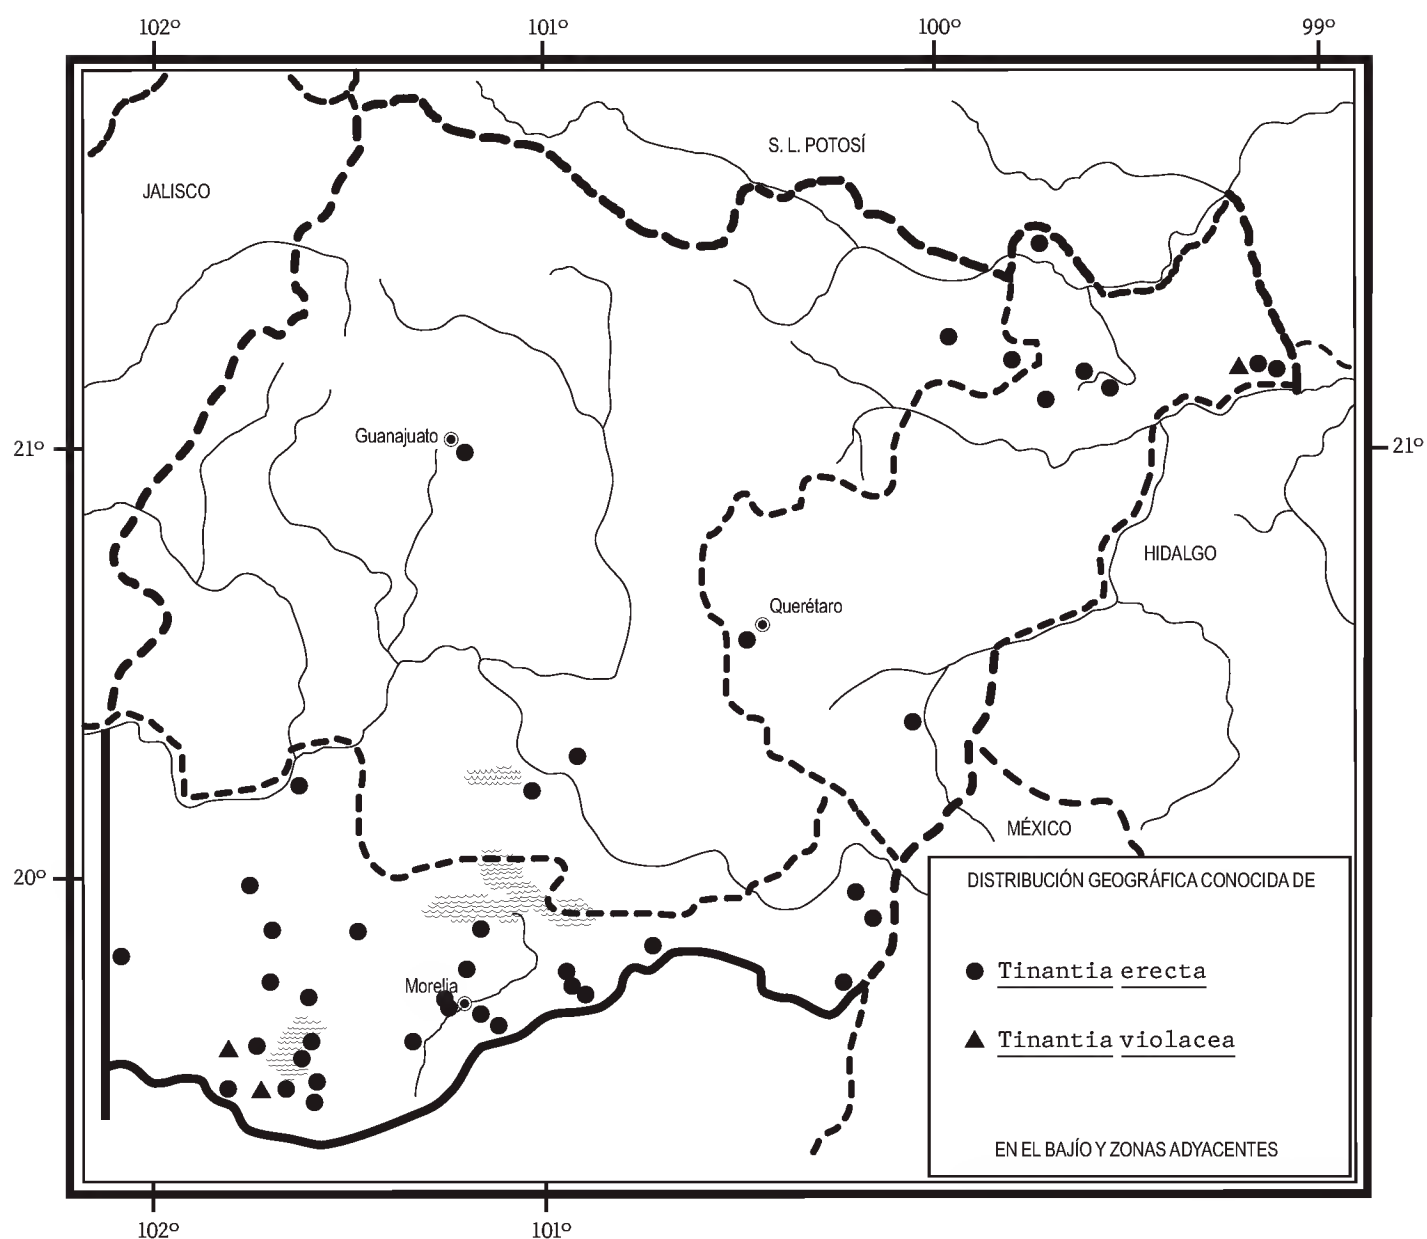 102º 101º 100º 99º
S. L. POTOSÍ
JALISCO
Guanajuato
21º
21º
HIDALGO
Querétaro
MÉXICO
20º
DISTRIBUCIÓN GEOGRÁFICA CONOCIDA DE
Tinantia erecta
Morelia
Tinantia violacea
EN EL BAJÍO Y ZONAS ADYACENTES
102º 101º